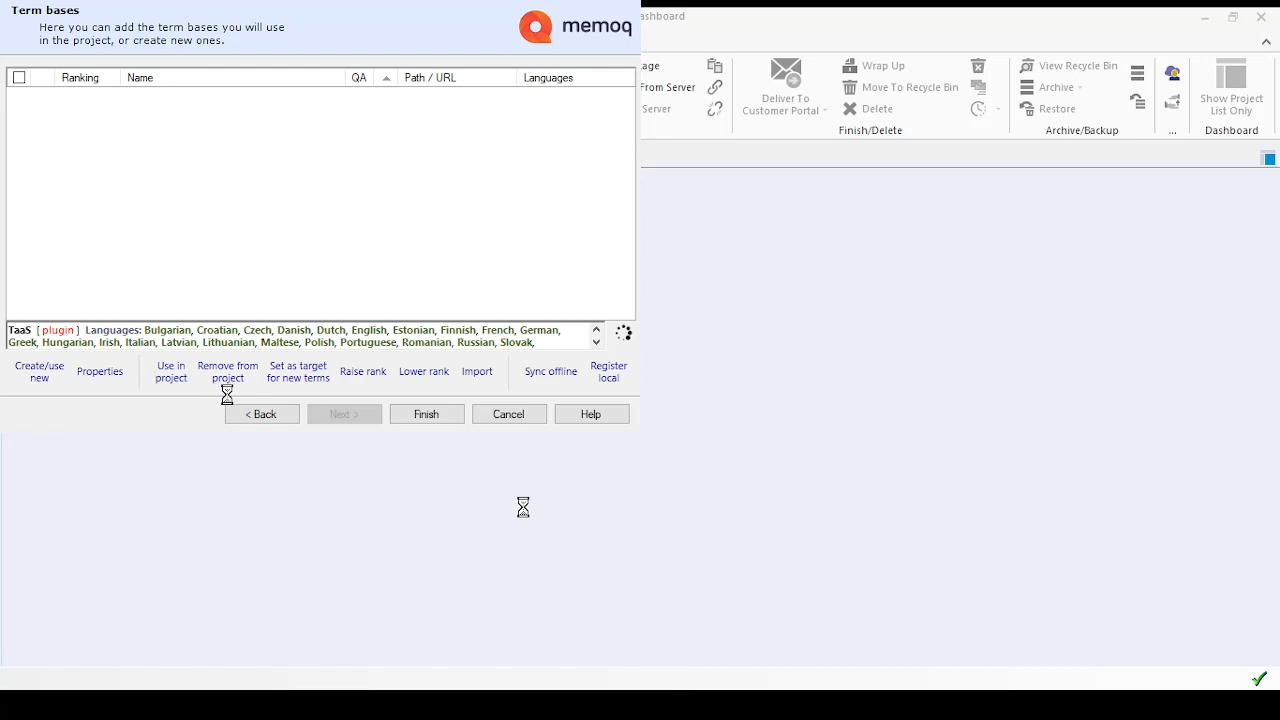 Term bases
Here you can add the term bases you will use
in the project, or create new ones.
memoq
Ranking Name QA Path / URL Languages
TaaS [plugin] Languages: Bulgarian, Croatian, Czech, Danish, Dutch, English, Estonian, Finnish, French, German,
Greek, Hungarian, Irish, Italian, Latvian, Lithuanian, Maltese, Polish, Portuguese, Romanian, Russian, Slovak,
Create/use
new
Properties
Use in
project
Remove from
project
Set as target
for new terms
Raise rank
Lower rank
Import
Sync offline
Register
local
< Back
Next >
Finish
Cancel
Help
shboard
age
From Server
Server
Deliver To
Customer Portal
Wrap Up
Move To Recycle Bin
Delete
Finish/Delete
View Recycle Bin
Archive
Restore
Archive/Backup
...
Show Project
List Only
Dashboard